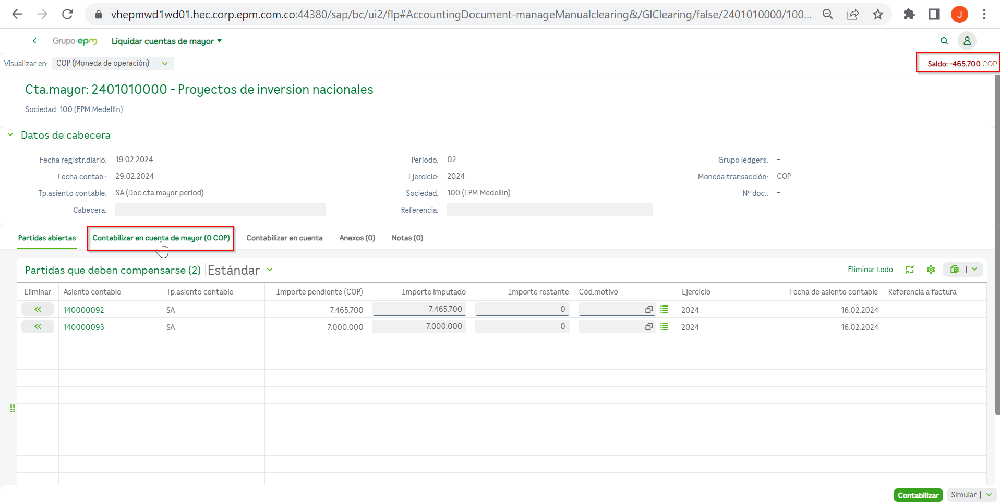 vhepmwd1wd01.hec.corp.epm.com.co:44380/sap/bc/ui2/flp#AccountingDocument-manageManualclearing&/GlClearing/false/2401010000/100...
J
Grupo·epm Liquidar cuentas de mayor
Visualizar en: COP (Moneda de operación) Saldo: -465.700 COP
Cta.mayor: 2401010000 - Proyectos de inversion nacionales
Sociedad: 100 (EPM Medellín)
Datos de cabecera
Fecha registr.diario: 19.02.2024 Período: 02 Grupo ledgers: –
Fecha contab.: 29.02.2024 Ejercicio: 2024 Moneda transacción: COP
Tp.asiento contable: SA (Doc cta.mayor period) Sociedad: 100 (EPM Medellín) Nº doc.: –
Cabecera: Referencia:
Partidas abiertas Contabilizar en cuenta de mayor (0 COP) Contabilizar en cuenta Anexos (0) Notas (0)
Partidas que deben compensarse (2) Estándar Eliminar todo
Eliminar Asiento contable Tp.asiento contable Importe pendiente (COP) Importe imputado Importe restante Cód.motivo Ejercicio Fecha de asiento contable Referencia a factura
140000092 SA -7.465.700 -7.465.700 0 2024 16.02.2024
140000093 SA 7.000.000 7.000.000 0 2024 16.02.2024
Contabilizar Simular